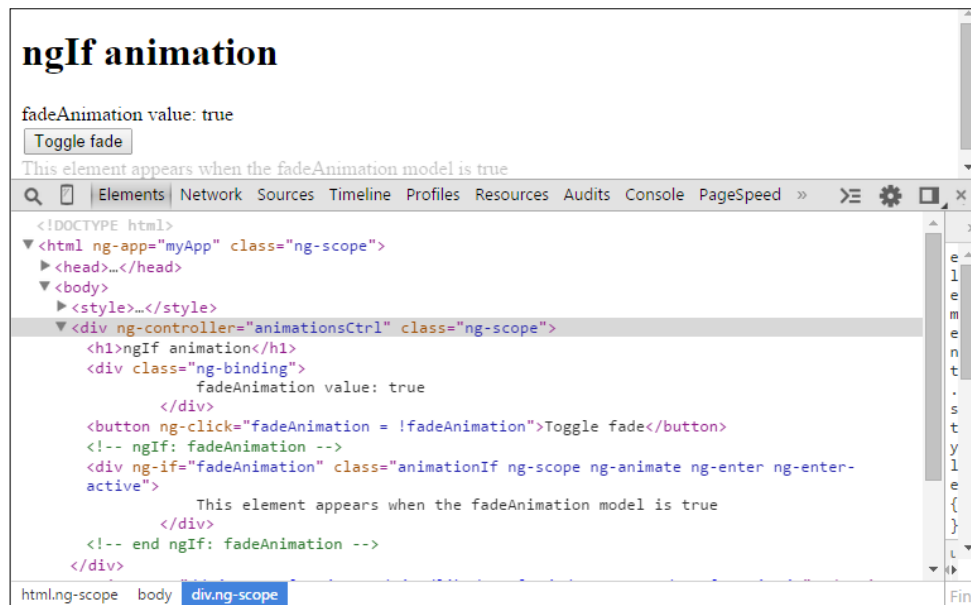 ngIf animation
fadeAnimation value: true
Toggle fade
This element appears when the fadeAnimation model is true
Elements Network Sources Timeline Profiles Resources Audits Console PageSpeed »
<!DOCTYPE html>
▼<html ng-app="myApp" class="ng-scope">
▶<head>…</head>
▼<body>
▶<style>…</style>
▼<div ng-controller="animationsCtrl" class="ng-scope">
<h1>ngIf animation</h1>
<div class="ng-binding">
fadeAnimation value: true
</div>
<button ng-click="fadeAnimation = !fadeAnimation">Toggle fade</button>
<!-- ngIf: fadeAnimation -->
<div ng-if="fadeAnimation" class="animationIf ng-scope ng-animate ng-enter ng-enter-
active">
This element appears when the fadeAnimation model is true
</div>
<!-- end ngIf: fadeAnimation -->
</div>
html.ng-scope body div.ng-scope
e
l
e
m
e
n
t
.
s
t
y
l
e
{
}
Fin